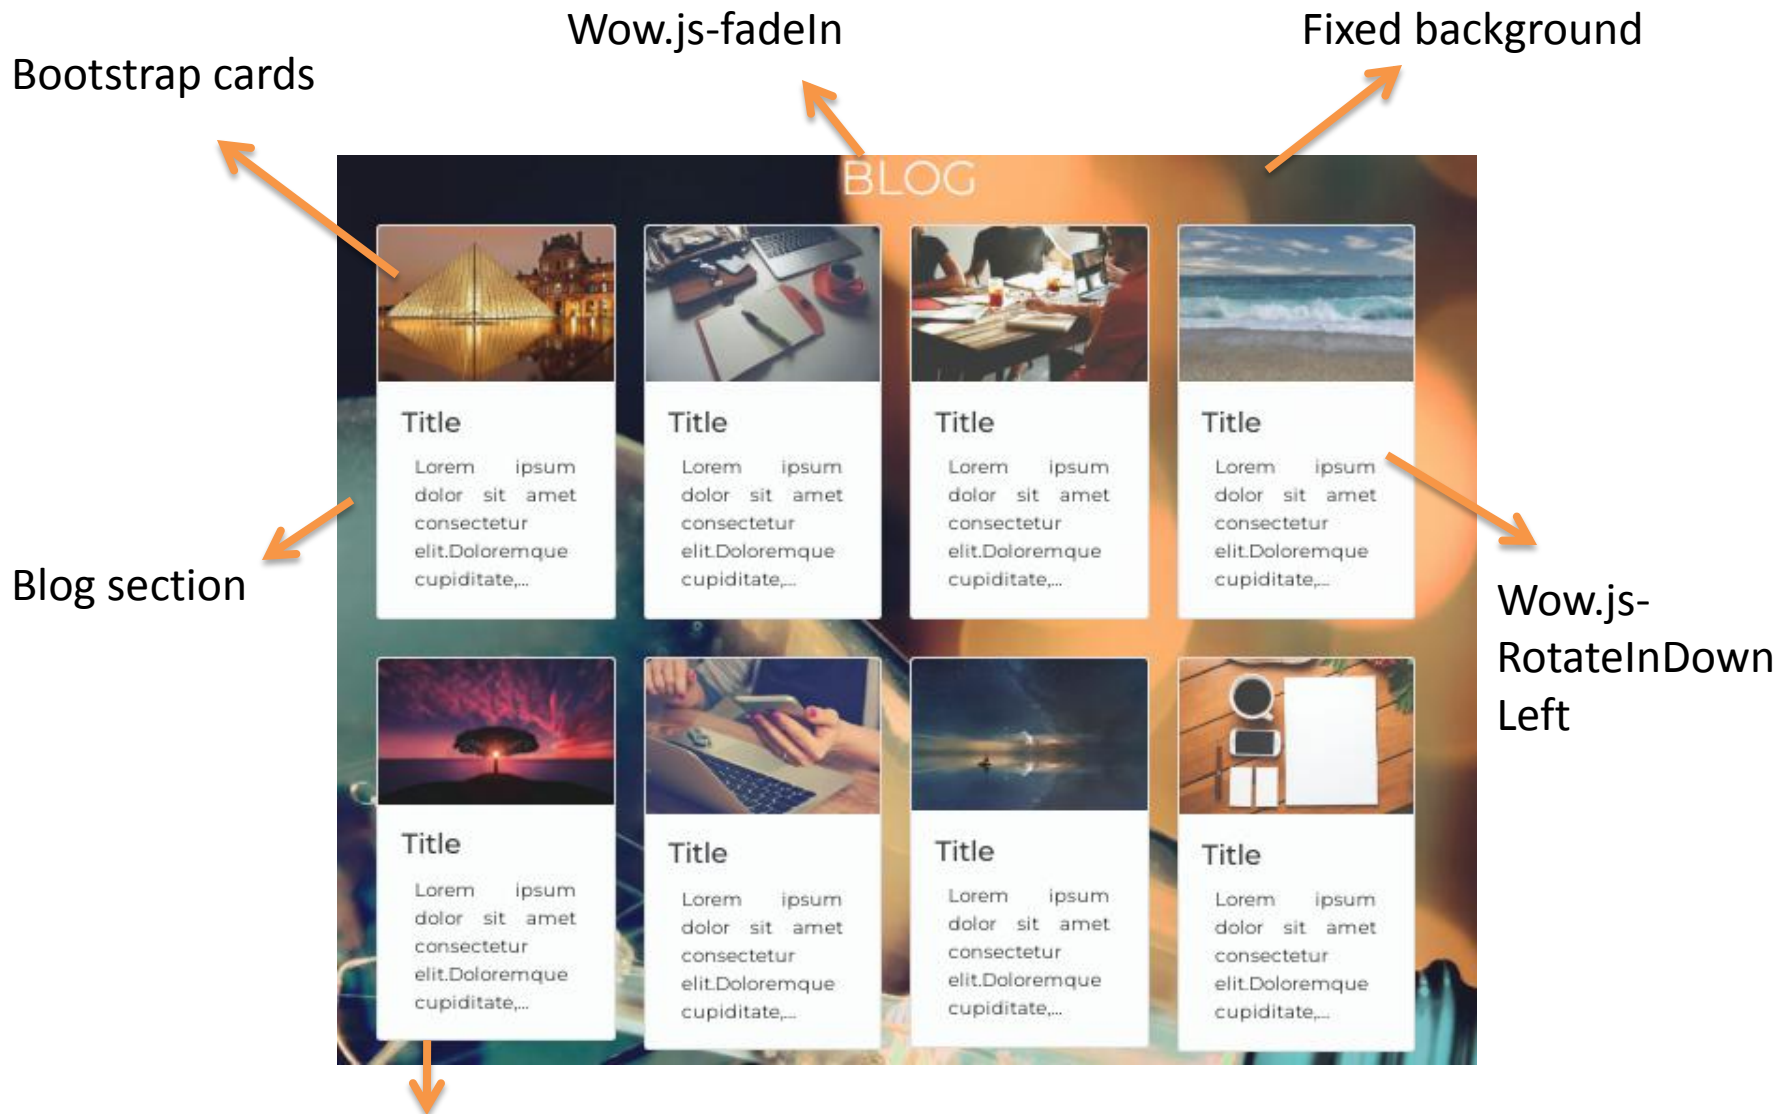 Wow.js-fadeIn
Fixed background
Bootstrap cards
BLOG
Title
Lorem ipsum
dolor sit amet
consectetur
elit.Doloremque
cupiditate,...
Title
Lorem ipsum
dolor sit amet
consectetur
elit.Doloremque
cupiditate,...
Title
Lorem ipsum
dolor sit amet
consectetur
elit.Doloremque
cupiditate,...
Title
Lorem ipsum
dolor sit amet
consectetur
elit.Doloremque
cupiditate,...
Blog section
Wow.js-
RotateInDown
Left
Title
Lorem ipsum
dolor sit amet
consectetur
elit.Doloremque
cupiditate,...
Title
Lorem ipsum
dolor sit amet
consectetur
elit.Doloremque
cupiditate,...
Title
Lorem ipsum
dolor sit amet
consectetur
elit.Doloremque
cupiditate,...
Title
Lorem ipsum
dolor sit amet
consectetur
elit.Doloremque
cupiditate,...